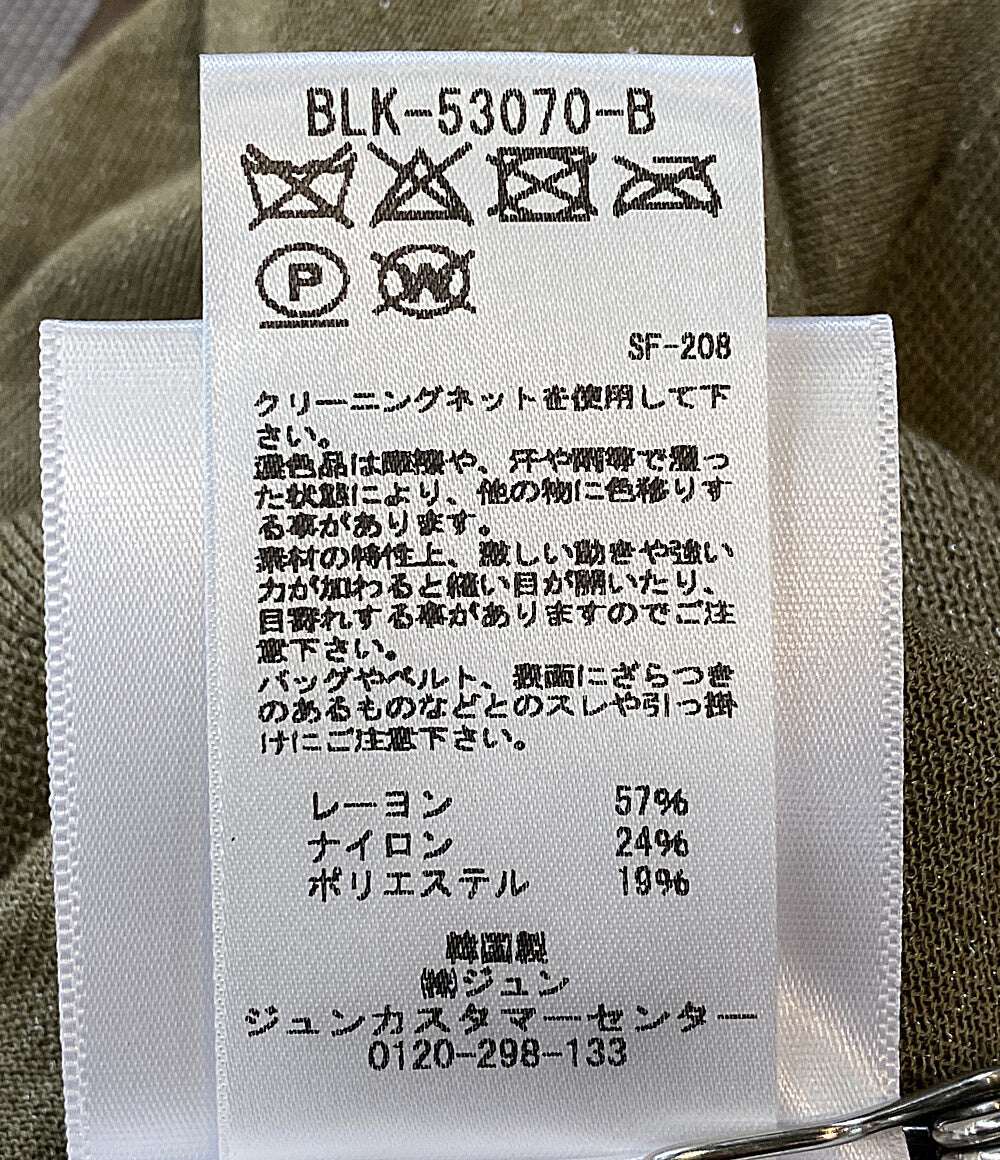 BLK-53070-B
P
W
SF-208
クリーニングネットを使用して下
さい。
濃色品は摩擦や、汗や雨等で湿っ
た状態により、他の物に色移りす
る事があります。
素材の特性上、激しい動きや強い
力が加わると縫い目が開いたり、
目寄れする事がありますのでご注
意下さい。
バッグやベルト、表面にざらつき
のあるものなどとのスレや引っ掛
けにご注意下さい。
レーヨン 57%
ナイロン 24%
ポリエステル 19%
韓国製
㈱ジュン
ジュンカスタマーセンター
0120-298-133